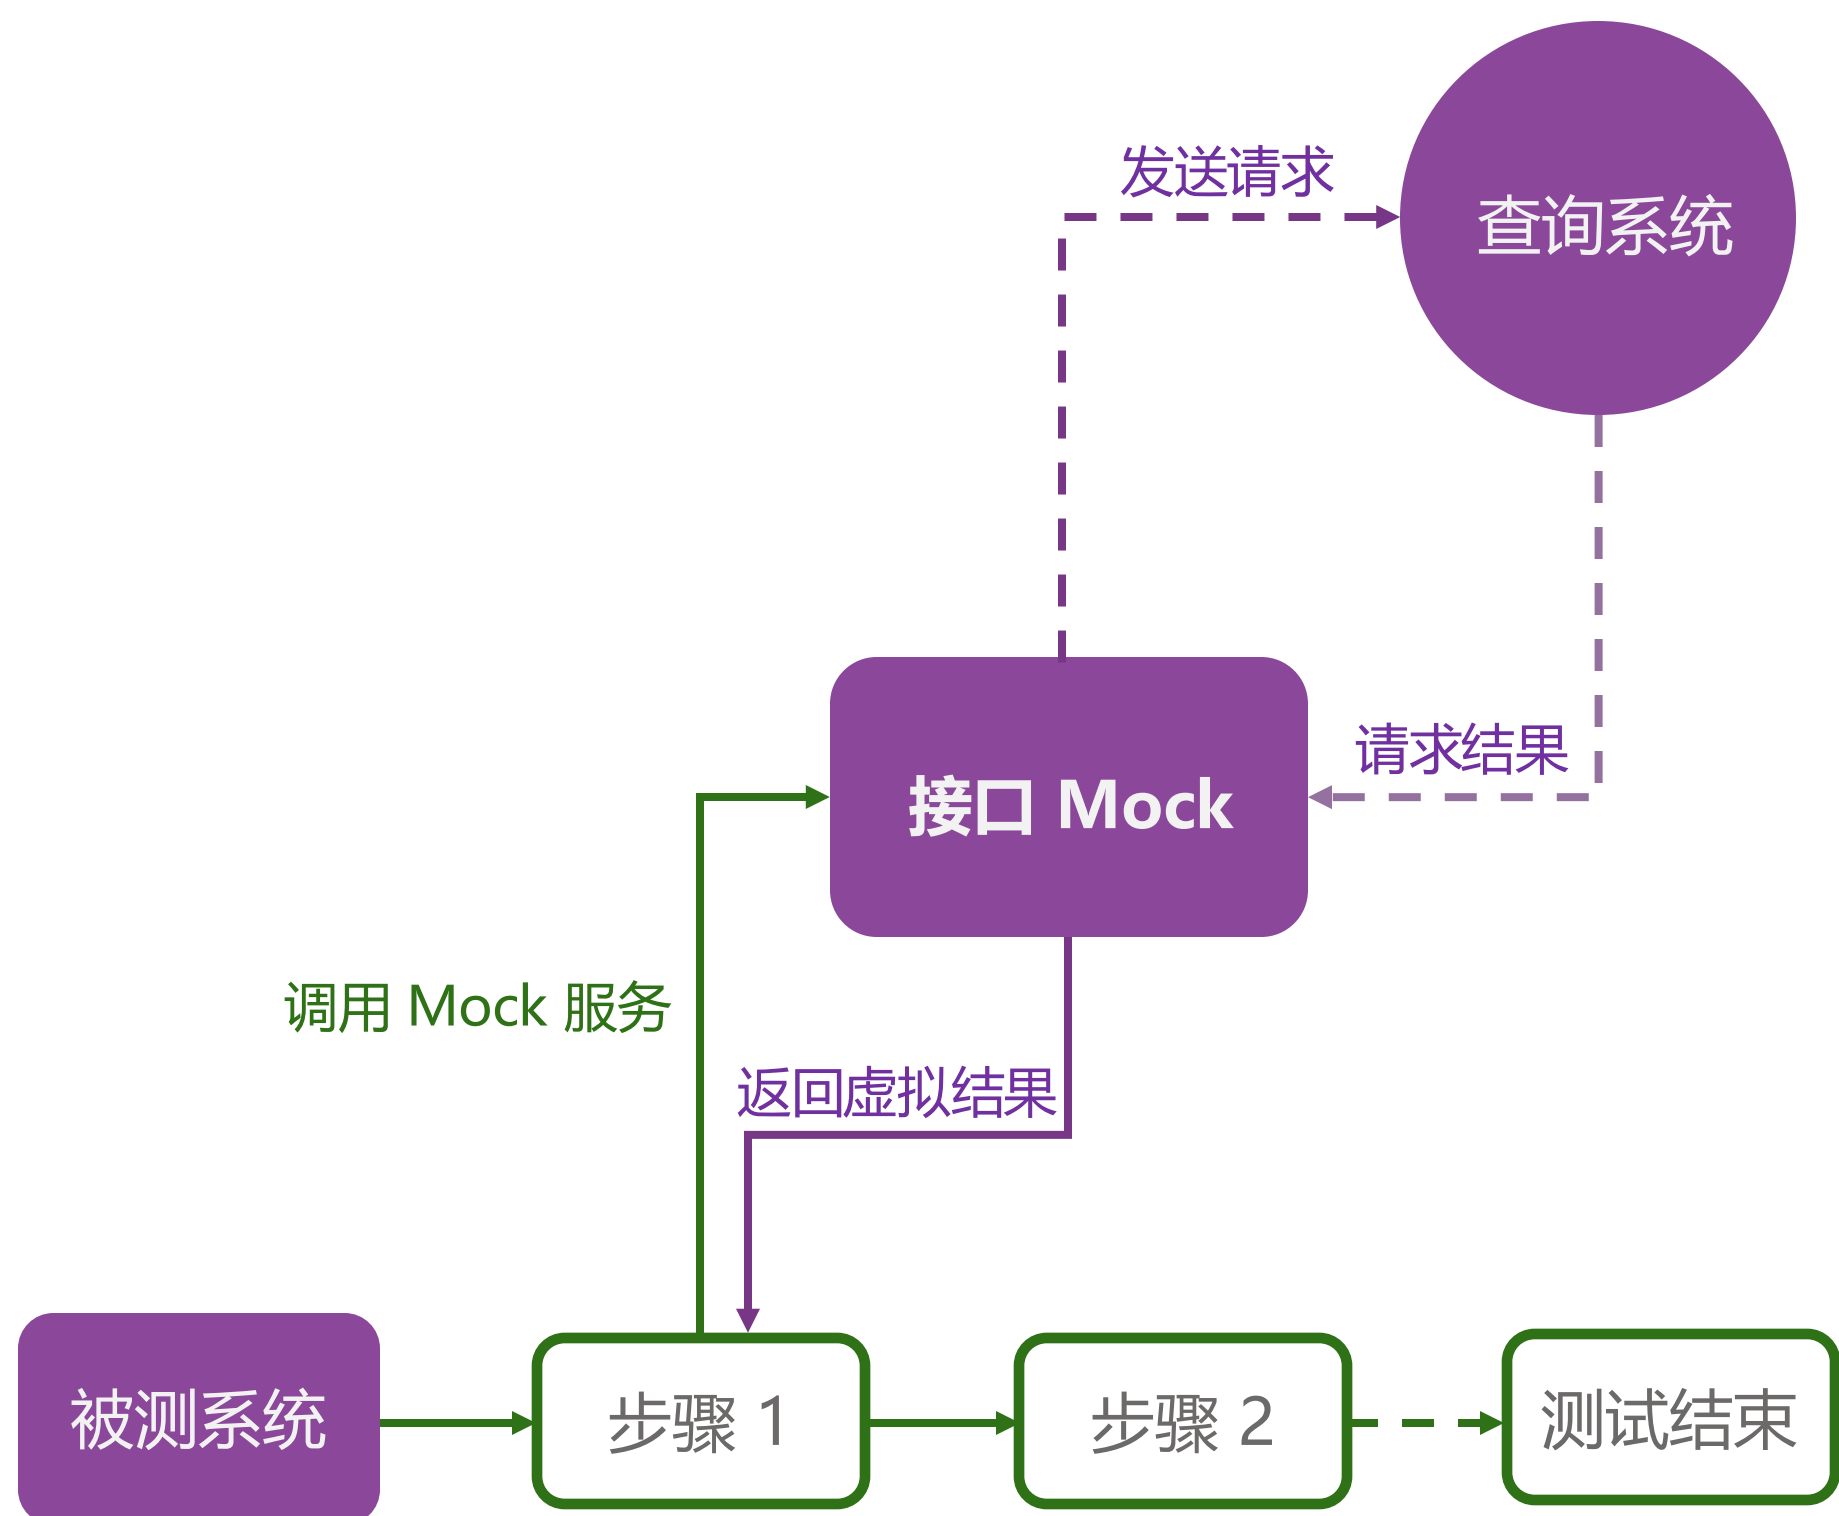 发送请求
查询系统
请求结果
接口 Mock
调用 Mock 服务
返回虚拟结果
被测系统
步骤 1
步骤 2
测试结束